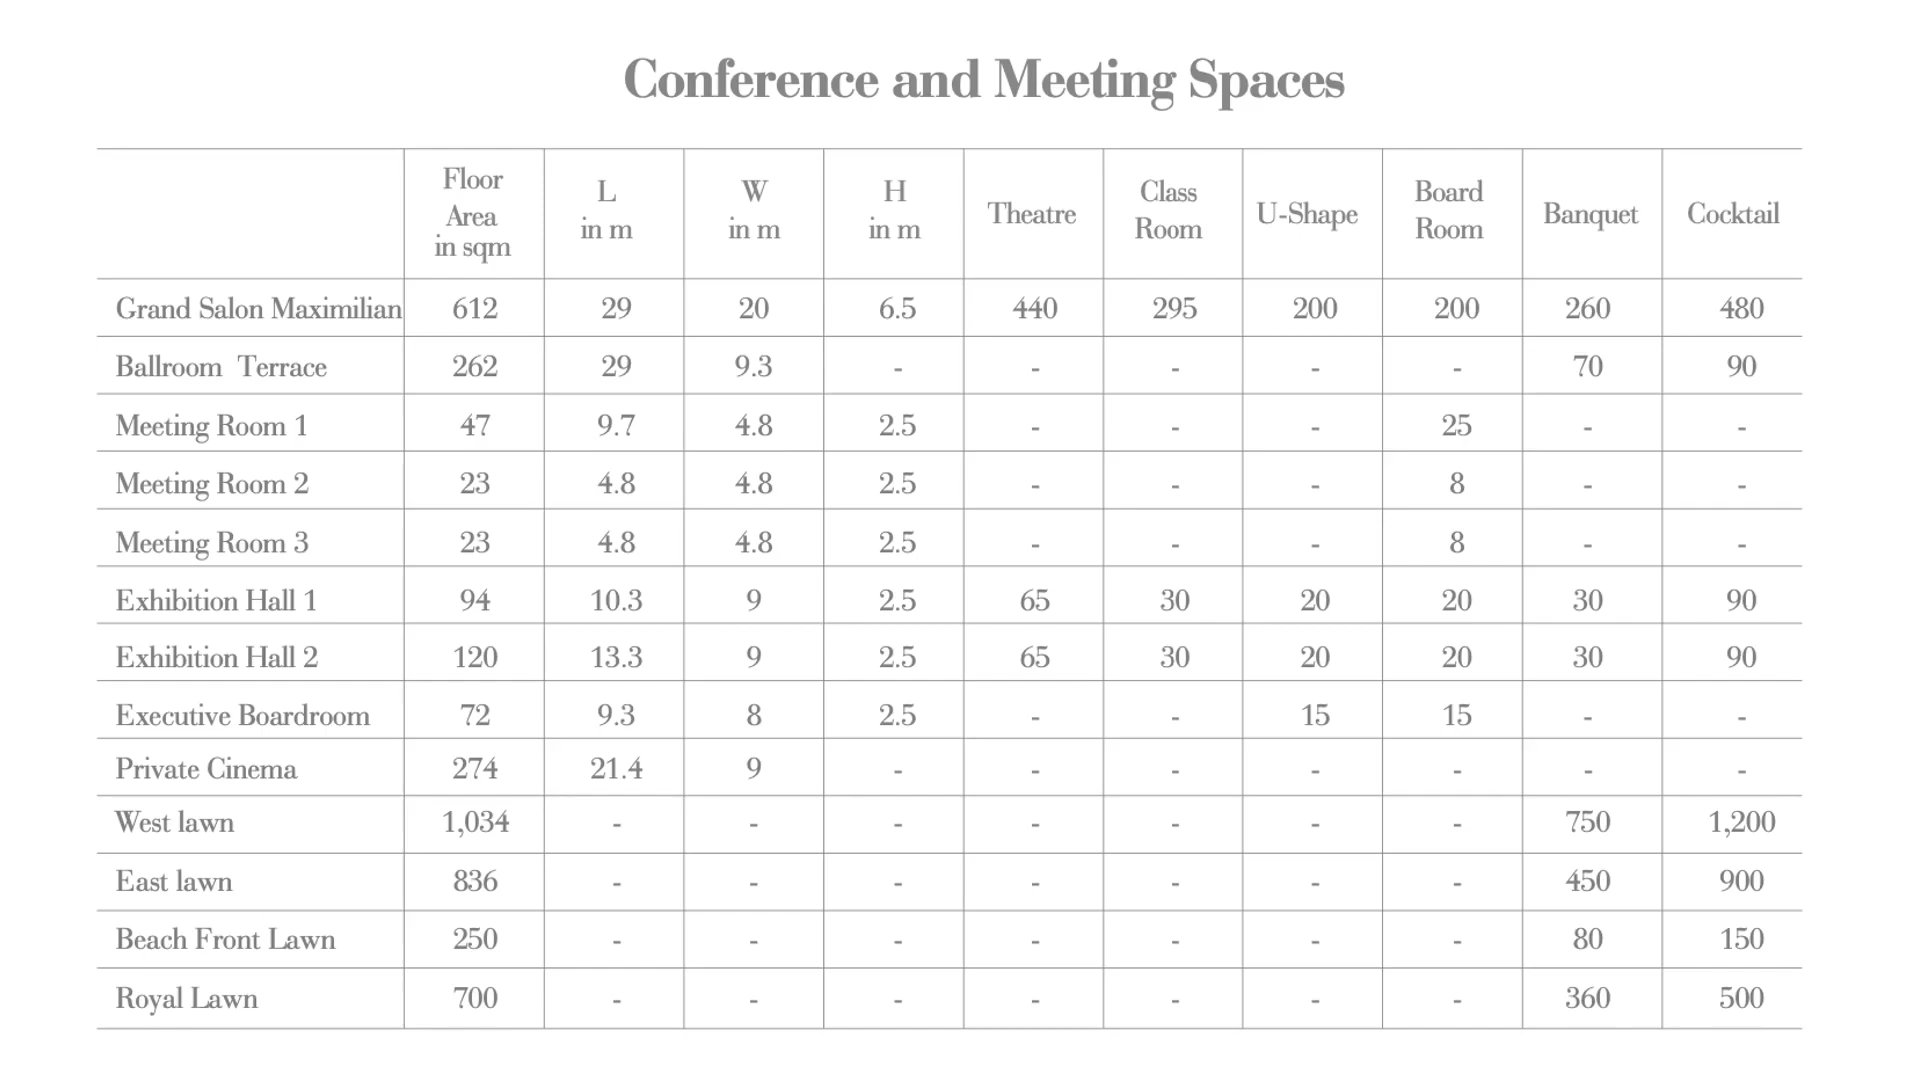 Conference and Meeting Spaces
Floor Area in sqm L in m W in m H in m Theatre Class Room U-Shape Board Room Banquet Cocktail
Grand Salon Maximilian 612 29 20 6.5 440 295 200 200 260 480
Ballroom Terrace 262 29 9.3 - - - - - 70 90
Meeting Room 1 47 9.7 4.8 2.5 - - - 25 - -
Meeting Room 2 23 4.8 4.8 2.5 - - - 8 - -
Meeting Room 3 23 4.8 4.8 2.5 - - - 8 - -
Exhibition Hall 1 94 10.3 9 2.5 65 30 20 20 30 90
Exhibition Hall 2 120 13.3 9 2.5 65 30 20 20 30 90
Executive Boardroom 72 9.3 8 2.5 - - 15 15 - -
Private Cinema 274 21.4 9 - - - - - - -
West lawn 1,034 - - - - - - - 750 1,200
East lawn 836 - - - - - - - 450 900
Beach Front Lawn 250 - - - - - - - 80 150
Royal Lawn 700 - - - - - - - 360 500